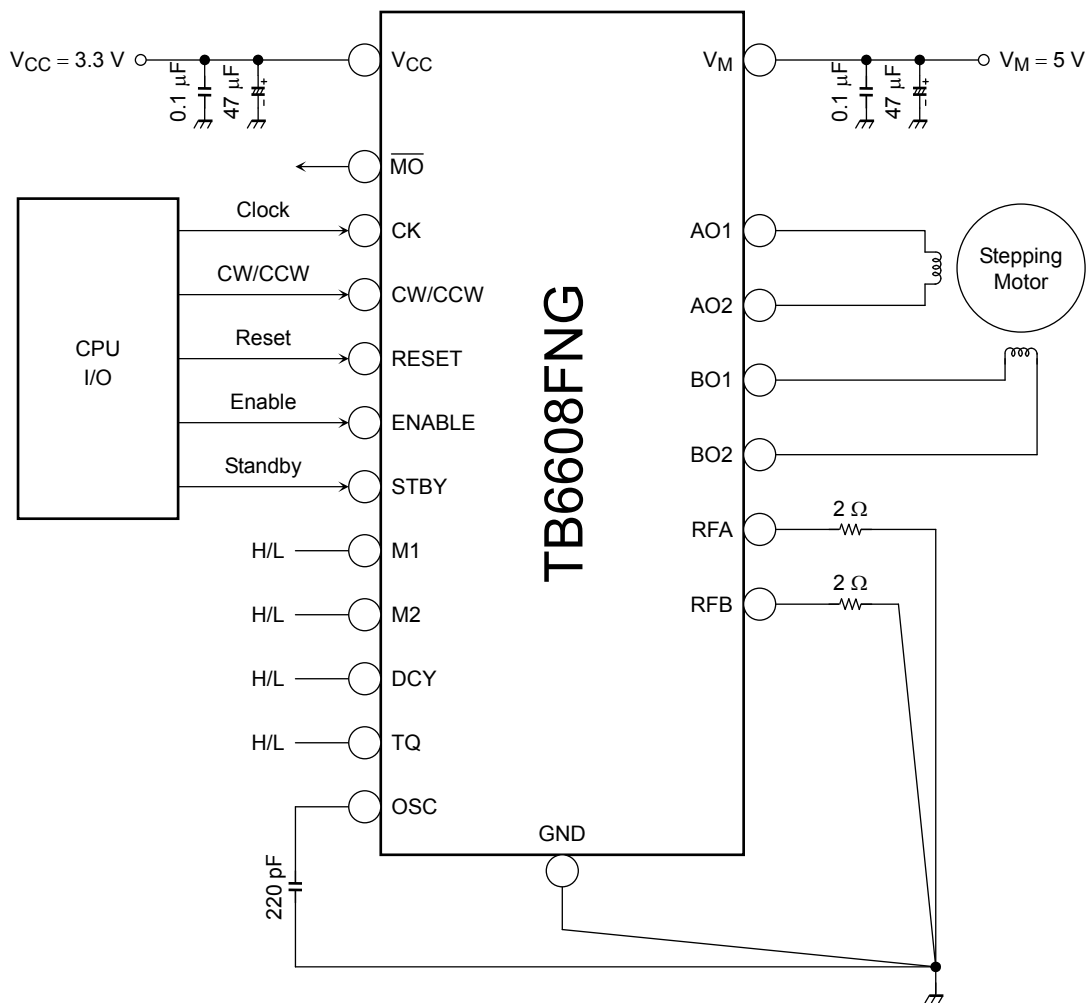 VCC = 3.3 V
0.1 μF
47 μF
- +
VCC
VM
0.1 μF
47 μF
- +
VM = 5 V
MO
CPU
I/O
Clock
CK
CW/CCW
CW/CCW
Reset
RESET
Enable
ENABLE
Standby
STBY
H/L
M1
H/L
M2
H/L
DCY
H/L
TQ
OSC
220 pF
TB6608FNG
GND
AO1
AO2
BO1
BO2
RFA
2 Ω
RFB
2 Ω
Stepping
Motor